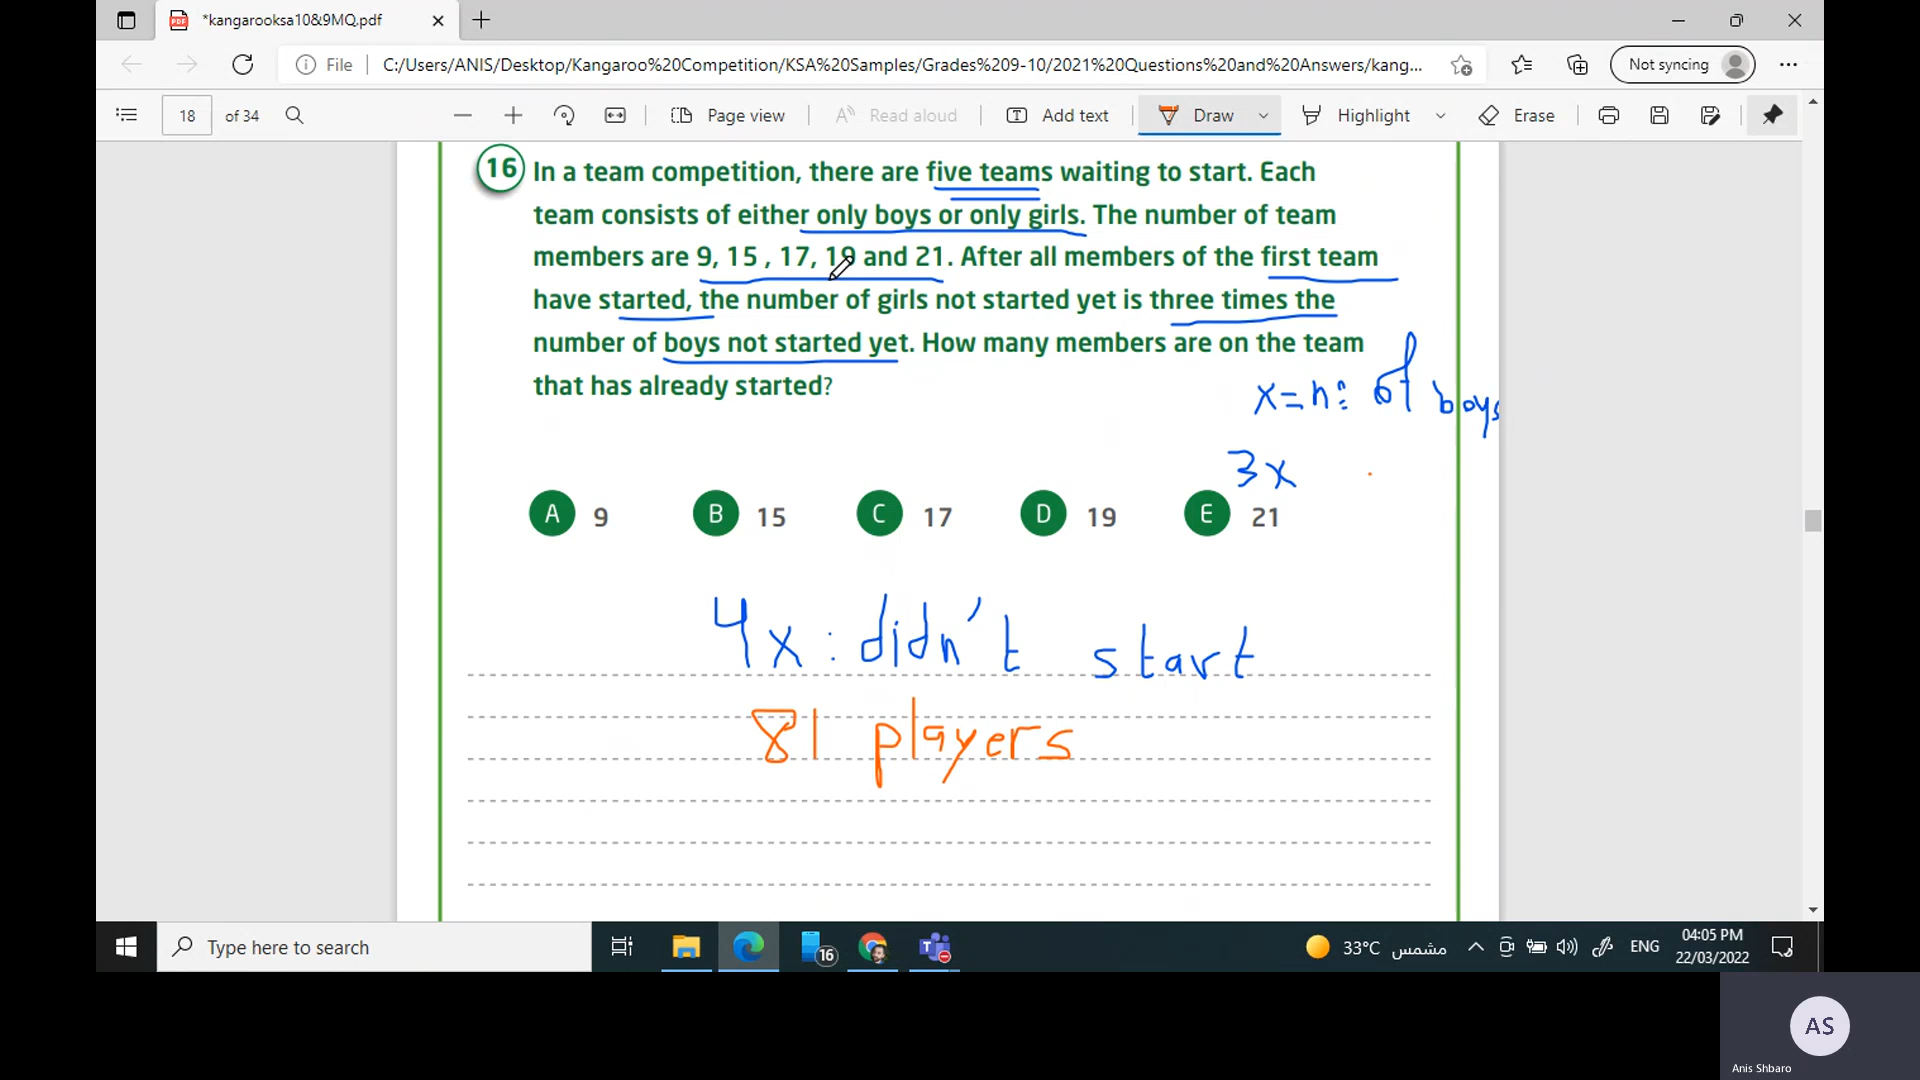 *kangarooksa10&9MQ.pdf
File C:/Users/ANIS/Desktop/Kangaroo%20Competition/KSA%20Samples/Grades%209-10/2021%20Questions%20and%20Answers/kang... Not syncing
18 of 34 Page view Read aloud Add text Draw Highlight Erase
16 In a team competition, there are five teams waiting to start. Each
team consists of either only boys or only girls. The number of team
members are 9, 15 , 17, 19 and 21. After all members of the first team
have started, the number of girls not started yet is three times the
number of boys not started yet. How many members are on the team
that has already started?
x=n: of boys
3x
A 9 B 15 C 17 D 19 E 21
4x : didn't start
81 players
Type here to search
16
33°C مشمس
ENG
04:05 PM
22/03/2022
AS
Anis Shbaro